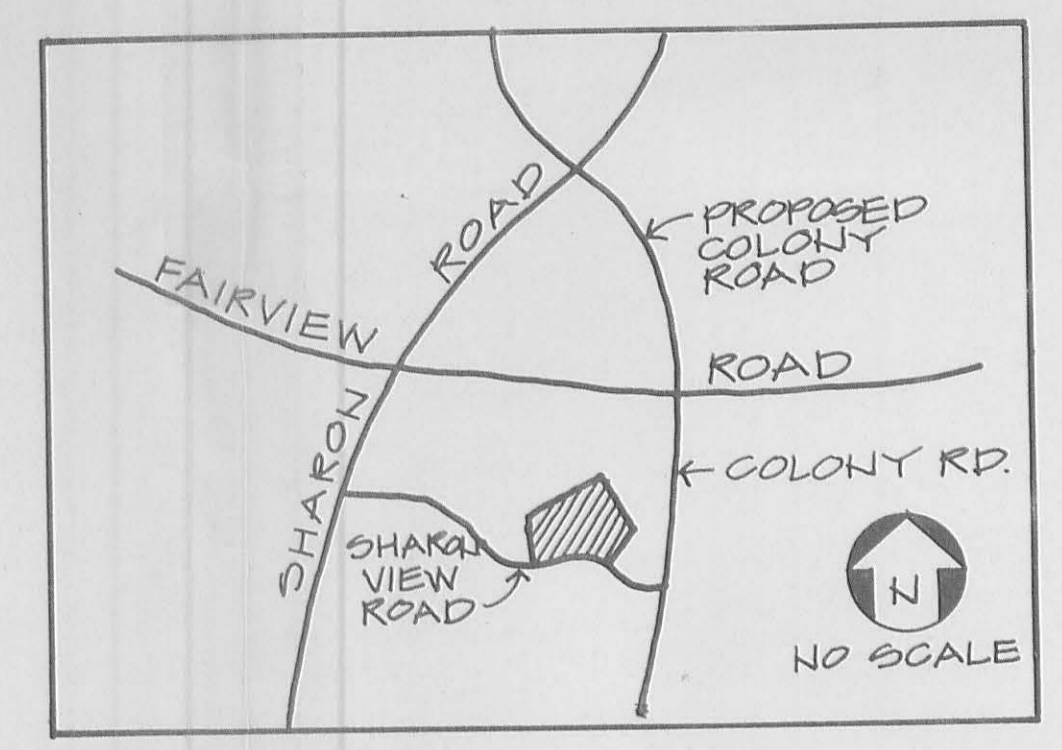 PROPOSED
COLONY
ROAD
SHARON ROAD
FAIRVIEW ROAD
COLONY RD.
SHARON
VIEW
ROAD
N
NO SCALE